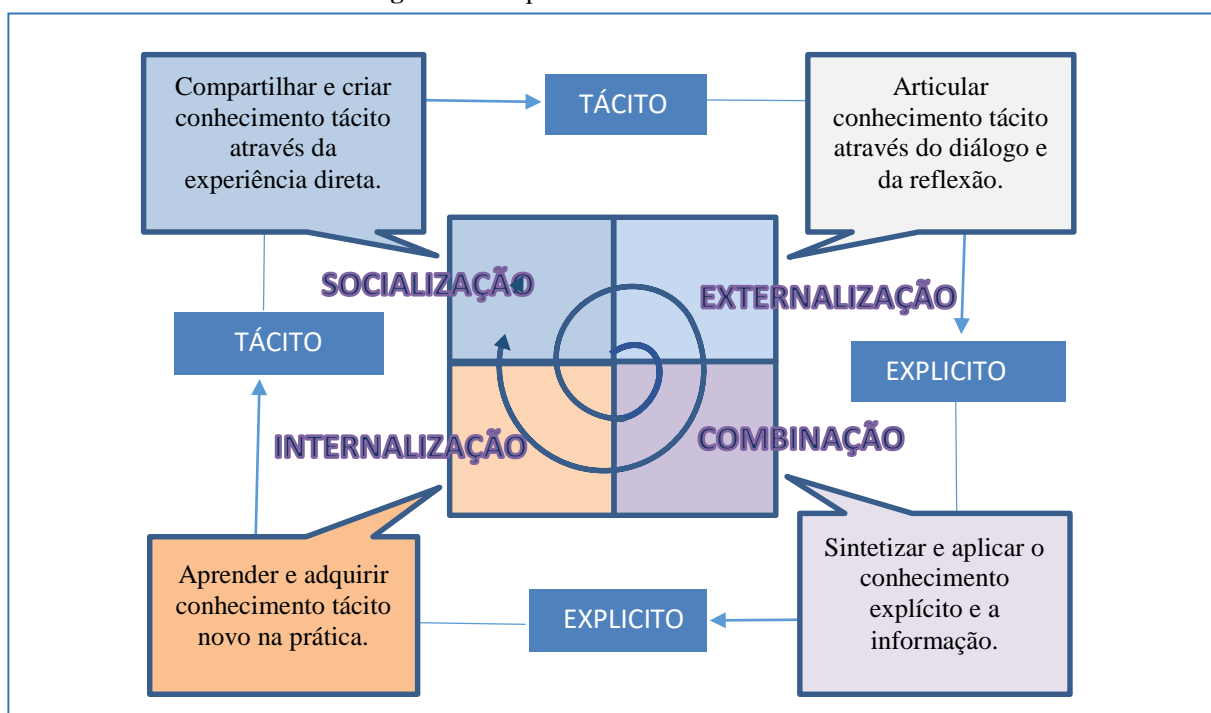 Compartilhar e criar
conhecimento tácito
através da
experiência direta.
TÁCITO
Articular
conhecimento tácito
através do diálogo e
da reflexão.
SOCIALIZAÇÃO
EXTERNALIZAÇÃO
TÁCITO
EXPLICITO
INTERNALIZAÇÃO
COMBINAÇÃO
Aprender e adquirir
conhecimento tácito
novo na prática.
EXPLICITO
Sintetizar e aplicar o
conhecimento
explícito e a
informação.